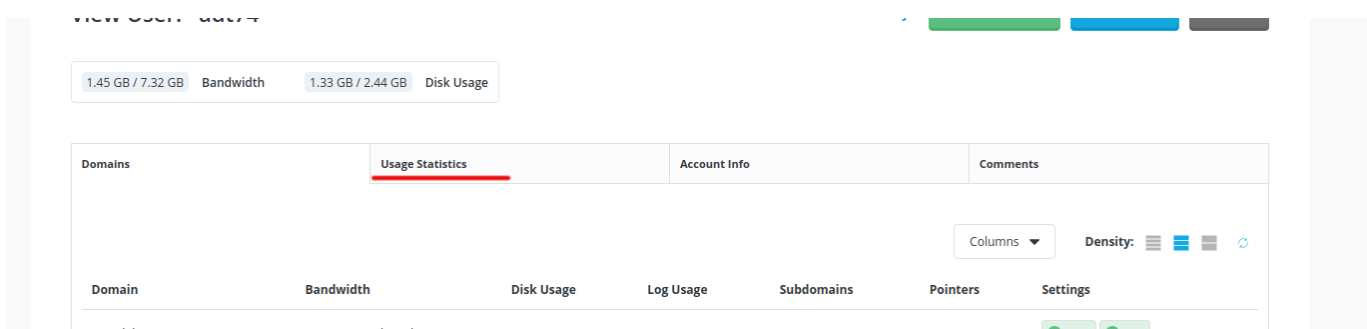 1.45 GB / 7.32 GB Bandwidth 1.33 GB / 2.44 GB Disk Usage
Domains Usage Statistics Account Info Comments
Columns Density:
Domain Bandwidth Disk Usage Log Usage Subdomains Pointers Settings